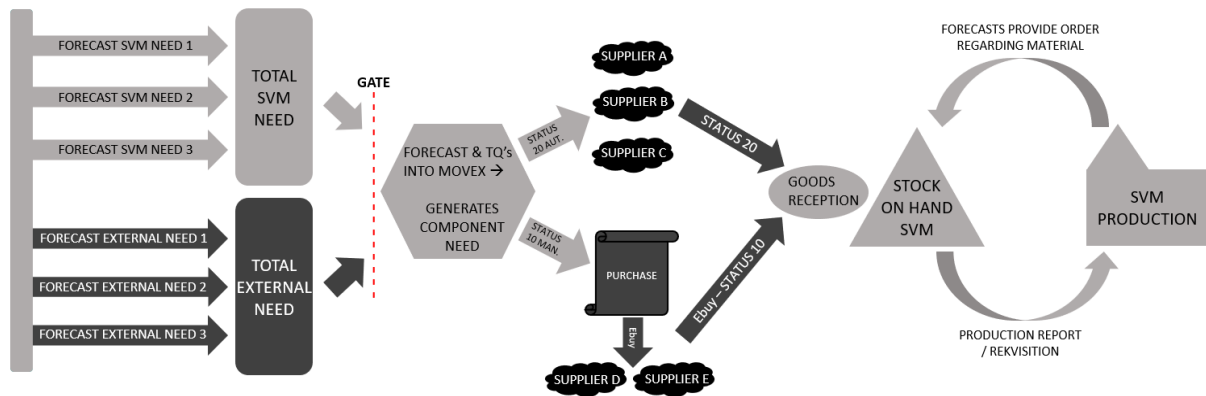 FORECAST SVM NEED 1
FORECAST SVM NEED 2
FORECAST SVM NEED 3
TOTAL
SVM
NEED
FORECAST EXTERNAL NEED 1
FORECAST EXTERNAL NEED 2
FORECAST EXTERNAL NEED 3
TOTAL
EXTERNAL
NEED
GATE
FORECAST & TQ's
INTO MOVEX →
GENERATES
COMPONENT
NEED
STATUS
20 AUT.
STATUS
10 MAN.
SUPPLIER A
SUPPLIER B
SUPPLIER C
PURCHASE
Ebuy
SUPPLIER D
SUPPLIER E
STATUS 20
Ebuy – STATUS 10
GOODS
RECEPTION
STOCK
ON HAND
SVM
FORECASTS PROVIDE ORDER
REGARDING MATERIAL
SVM
PRODUCTION
PRODUCTION REPORT
/ REKVISITION